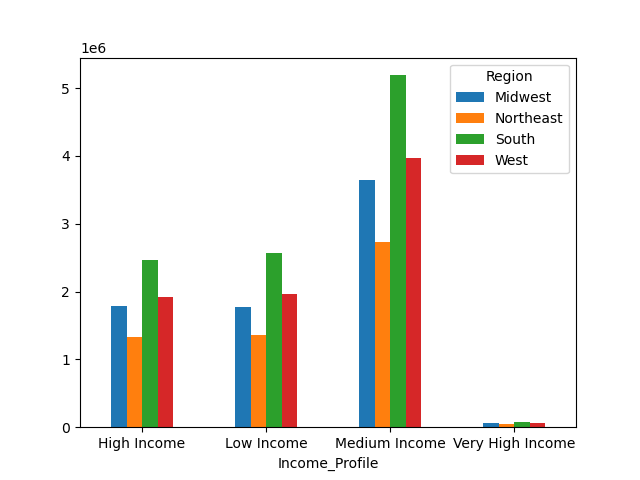 1e6
5
4
3
2
1
0
Region
Midwest
Northeast
South
West
High Income Low Income Medium Income Very High Income
Income_Profile